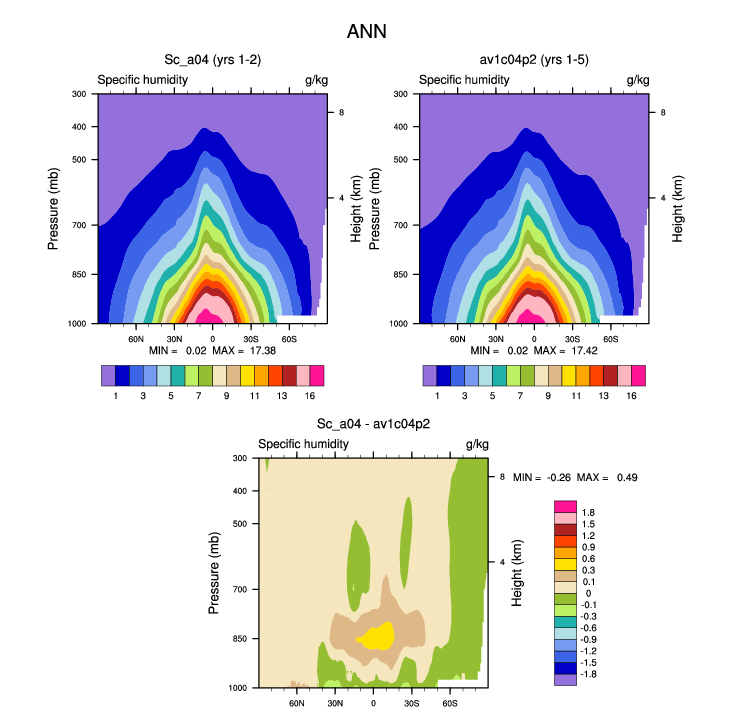 ANN
Sc_a04 (yrs 1-2)
Specific humidity g/kg
300
400
500
700
850
1000
Pressure (mb)
8
4
Height (km)
60N 30N 0 30S 60S
MIN = 0.02 MAX = 17.38
1 3 5 7 9 11 13 16
av1c04p2 (yrs 1-5)
Specific humidity g/kg
300
400
500
700
850
1000
Pressure (mb)
8
4
Height (km)
60N 30N 0 30S 60S
MIN = 0.02 MAX = 17.42
1 3 5 7 9 11 13 16
Sc_a04 - av1c04p2
Specific humidity g/kg
300
400
500
700
850
1000
Pressure (mb)
8
4
Height (km)
60N 30N 0 30S 60S
MIN = -0.26 MAX = 0.49
1.8
1.5
1.2
0.9
0.6
0.3
0.1
0
-0.1
-0.3
-0.6
-0.9
-1.2
-1.5
-1.8